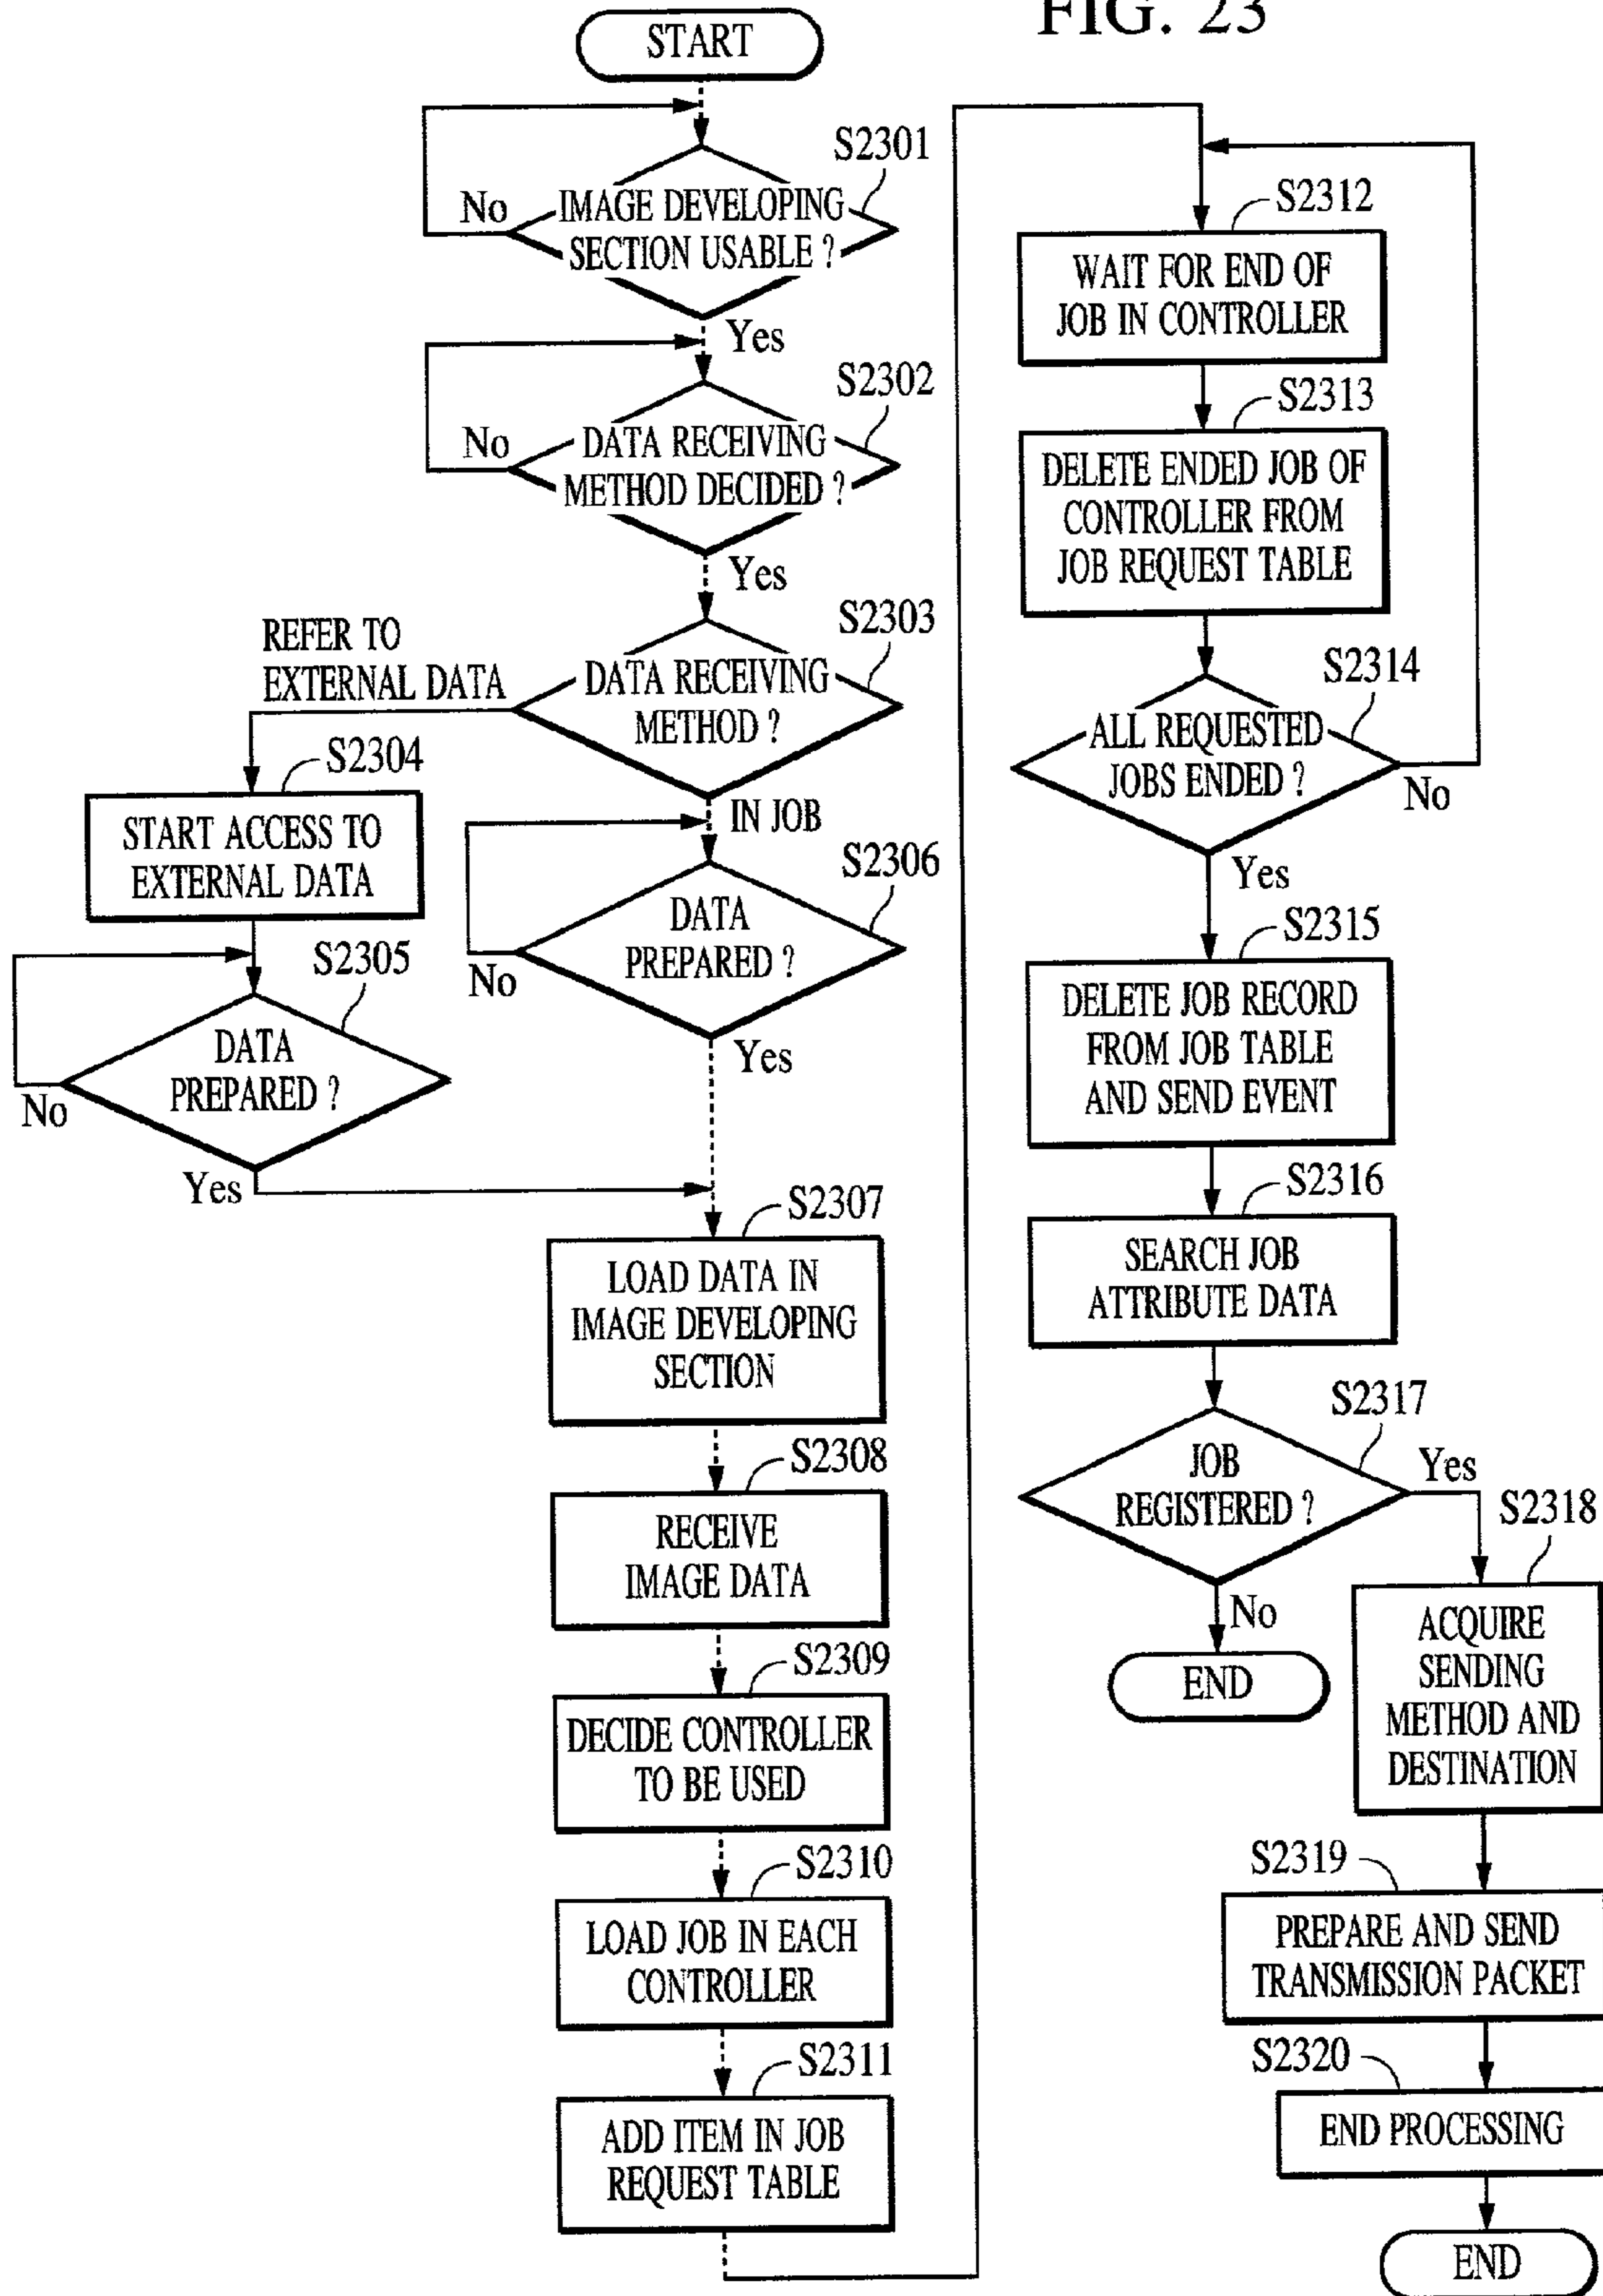 FIG. 23
START
S2301
IMAGE DEVELOPING
SECTION USABLE ?
No
Yes
S2302
DATA RECEIVING
METHOD DECIDED ?
No
Yes
S2303
DATA RECEIVING
METHOD ?
REFER TO
EXTERNAL DATA
IN JOB
S2304
START ACCESS TO
EXTERNAL DATA
S2305
DATA
PREPARED ?
No
Yes
S2306
DATA
PREPARED ?
No
Yes
S2307
LOAD DATA IN
IMAGE DEVELOPING
SECTION
S2308
RECEIVE
IMAGE DATA
S2309
DECIDE CONTROLLER
TO BE USED
S2310
LOAD JOB IN EACH
CONTROLLER
S2311
ADD ITEM IN JOB
REQUEST TABLE
S2312
WAIT FOR END OF
JOB IN CONTROLLER
S2313
DELETE ENDED JOB OF
CONTROLLER FROM
JOB REQUEST TABLE
S2314
ALL REQUESTED
JOBS ENDED ?
No
Yes
S2315
DELETE JOB RECORD
FROM JOB TABLE
AND SEND EVENT
S2316
SEARCH JOB
ATTRIBUTE DATA
S2317
JOB
REGISTERED ?
Yes
No
END
S2318
ACQUIRE
SENDING
METHOD AND
DESTINATION
S2319
PREPARE AND SEND
TRANSMISSION PACKET
S2320
END PROCESSING
END